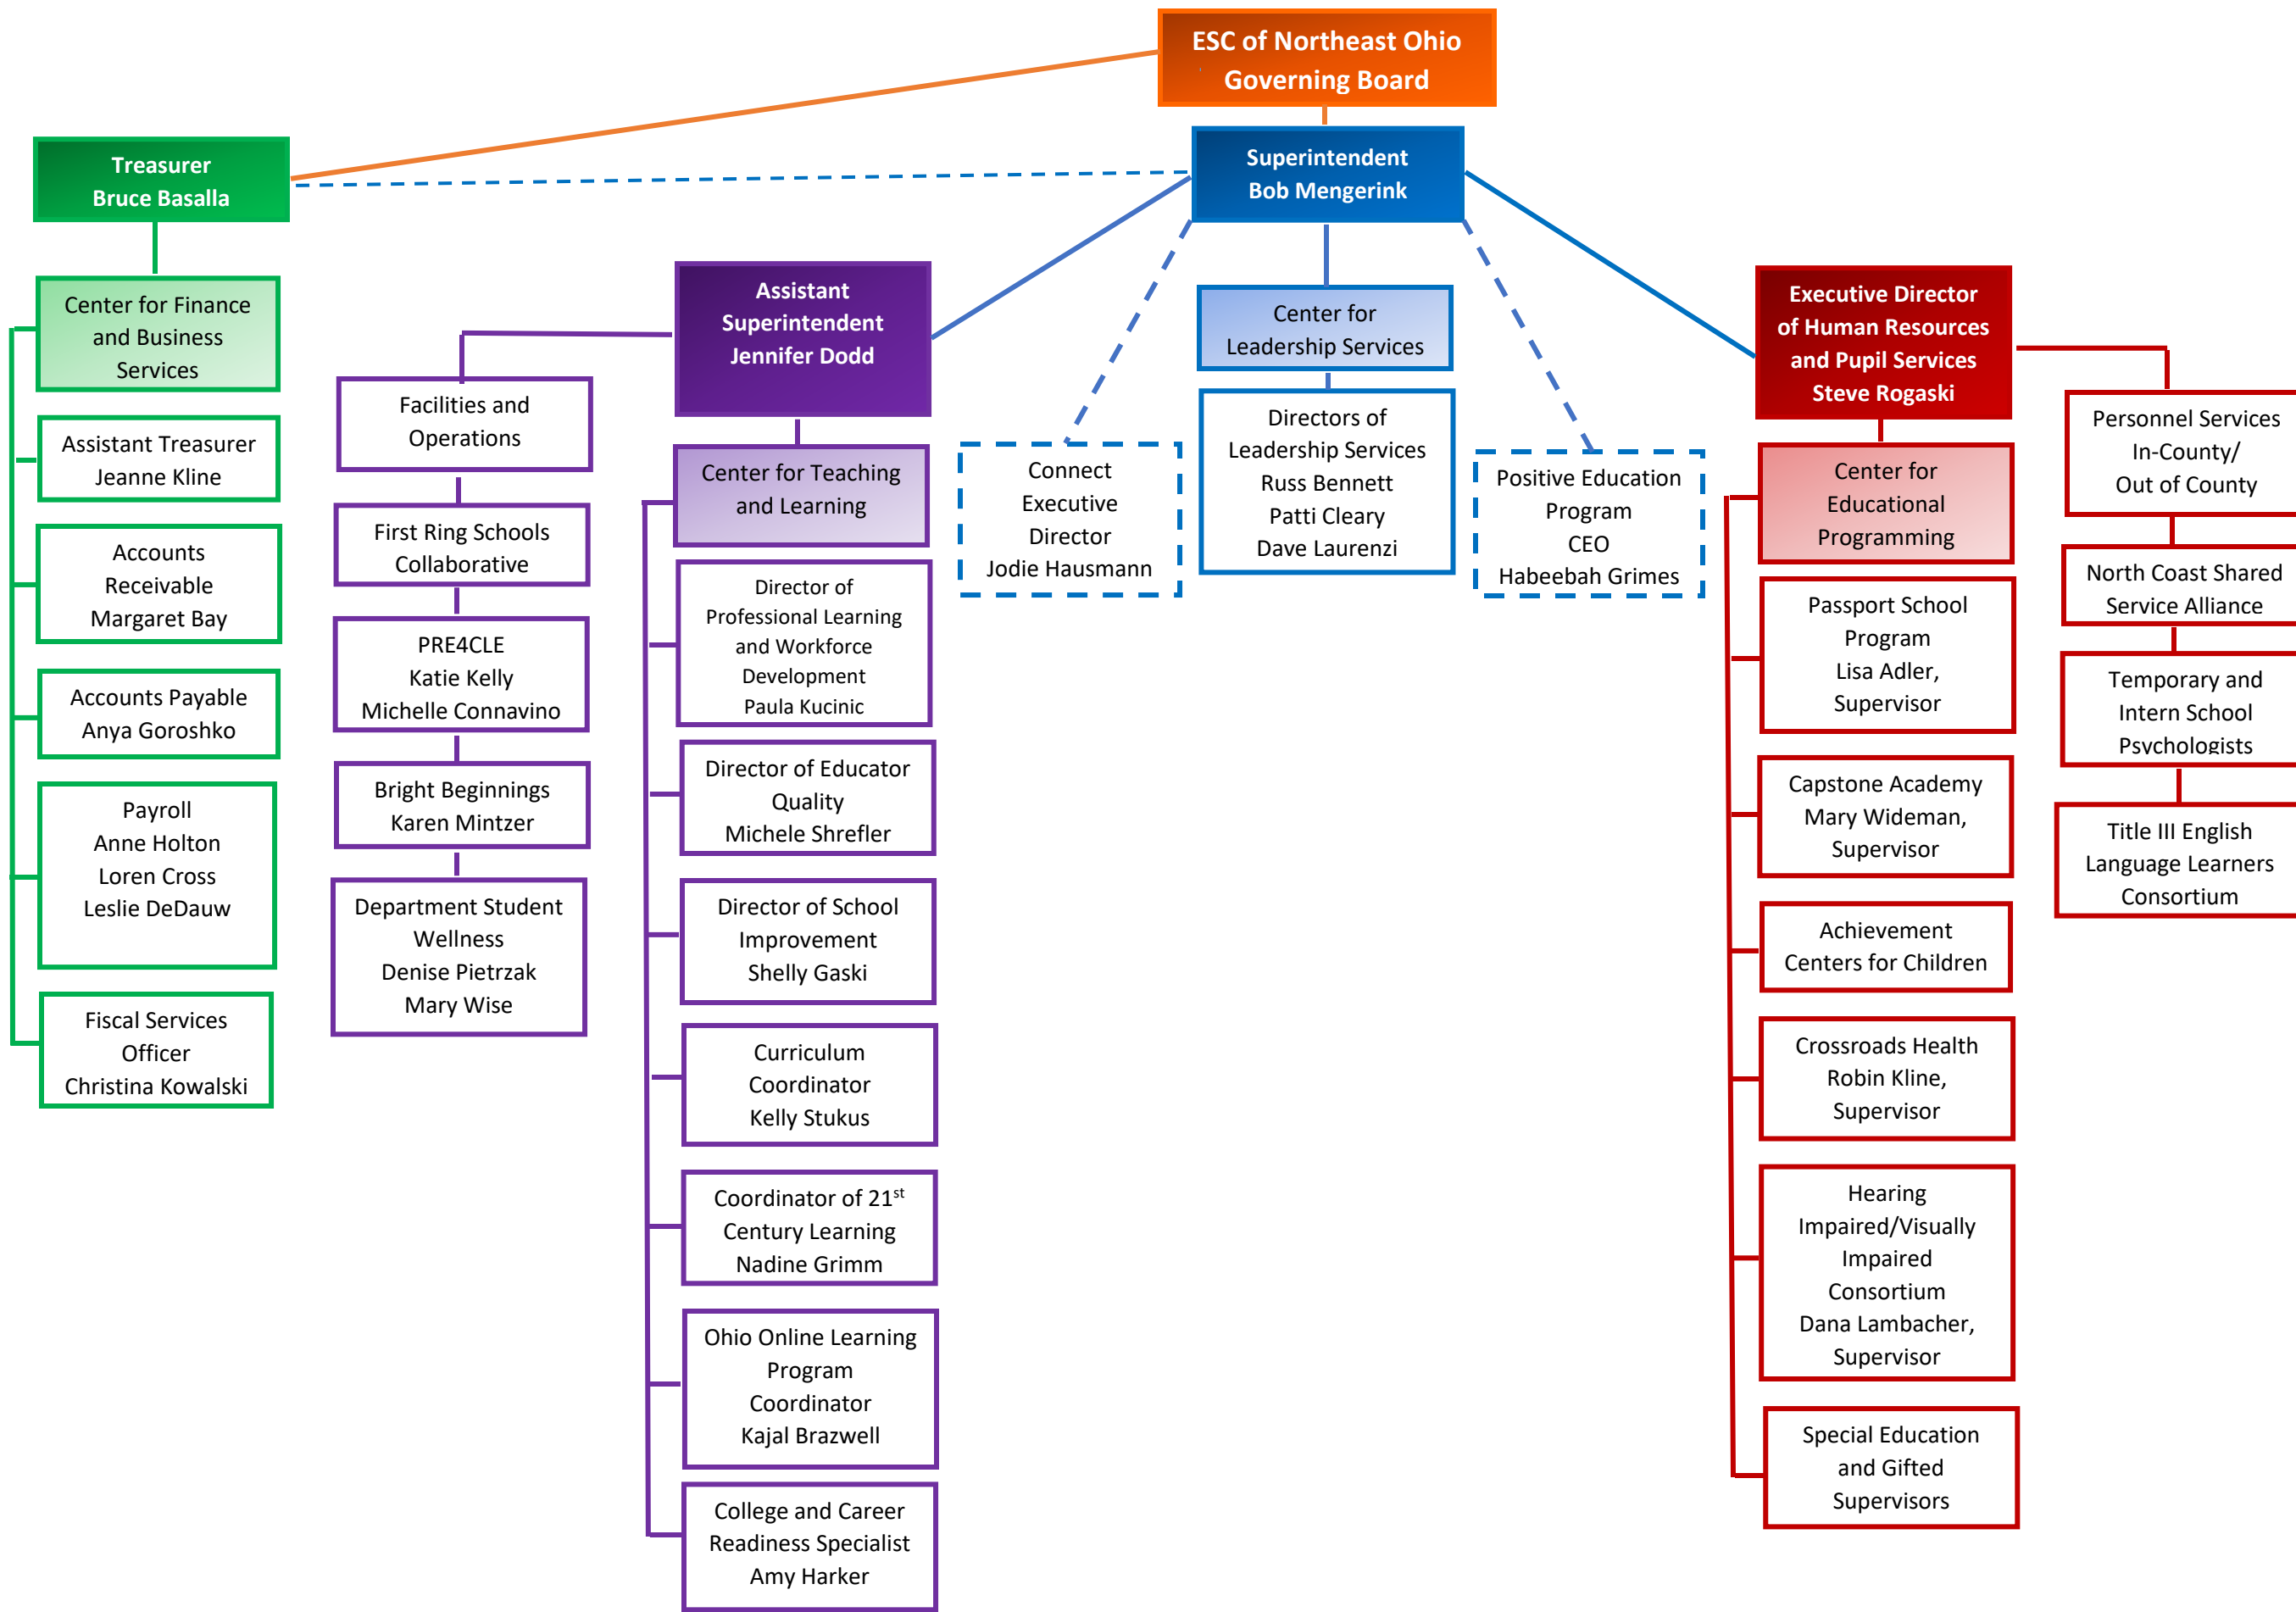 ESC of Northeast Ohio
Governing Board
Treasurer
Bruce Basalla
Superintendent
Bob Mengerink
Center for Finance
and Business
Services
Assistant Treasurer
Jeanne Kline
Accounts
Receivable
Margaret Bay
Accounts Payable
Anya Goroshko
Payroll
Anne Holton
Loren Cross
Leslie DeDauw
Fiscal Services
Officer
Christina Kowalski
Assistant
Superintendent
Jennifer Dodd
Facilities and
Operations
First Ring Schools
Collaborative
PRE4CLE
Katie Kelly
Michelle Connavino
Bright Beginnings
Karen Mintzer
Department Student
Wellness
Denise Pietrzak
Mary Wise
Center for Teaching
and Learning
Director of
Professional Learning
and Workforce
Development
Paula Kucinic
Director of Educator
Quality
Michele Shrefler
Director of School
Improvement
Shelly Gaski
Curriculum
Coordinator
Kelly Stukus
Coordinator of 21st
Century Learning
Nadine Grimm
Ohio Online Learning
Program
Coordinator
Kajal Brazwell
College and Career
Readiness Specialist
Amy Harker
Connect
Executive
Director
Jodie Hausmann
Center for
Leadership Services
Directors of
Leadership Services
Russ Bennett
Patti Cleary
Dave Laurenzi
Positive Education
Program
CEO
Habeebah Grimes
Executive Director
of Human Resources
and Pupil Services
Steve Rogaski
Center for
Educational
Programming
Passport School
Program
Lisa Adler,
Supervisor
Capstone Academy
Mary Wideman,
Supervisor
Achievement
Centers for Children
Crossroads Health
Robin Kline,
Supervisor
Hearing
Impaired/Visually
Impaired
Consortium
Dana Lambacher,
Supervisor
Special Education
and Gifted
Supervisors
Personnel Services
In-County/
Out of County
North Coast Shared
Service Alliance
Temporary and
Intern School
Psychologists
Title III English
Language Learners
Consortium